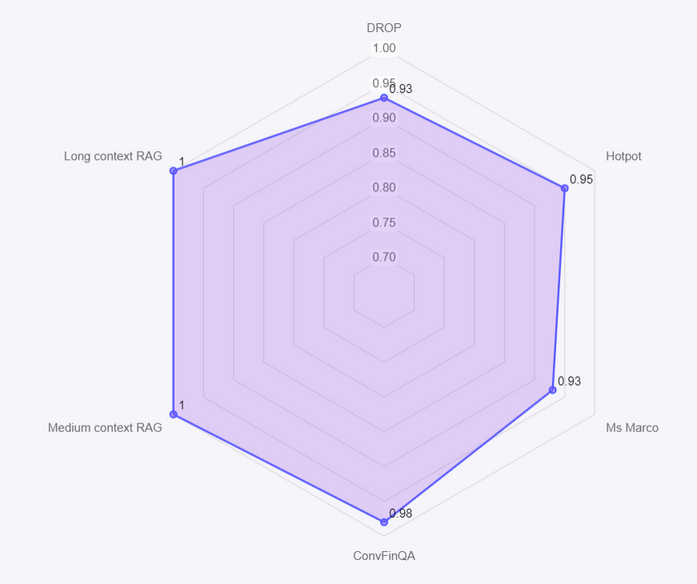 DROP
1.00
0.95
0.93
0.90
0.85
0.80
0.75
0.70
Long context RAG
1
Hotpot
0.95
0.93
Ms Marco
1
Medium context RAG
0.98
ConvFinQA